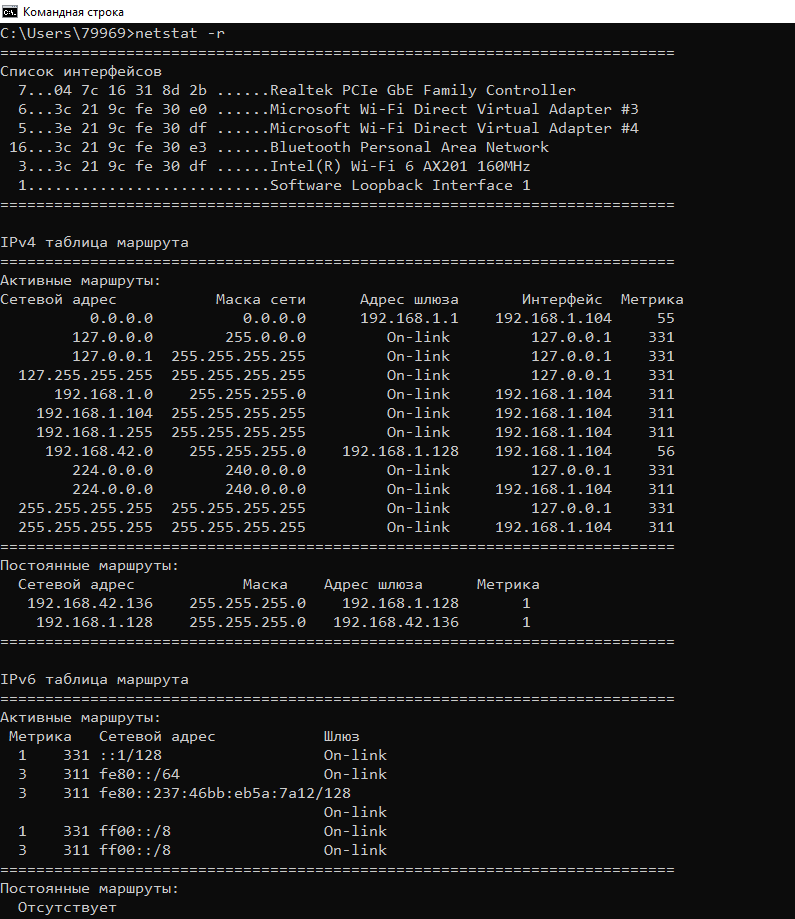 Командная строка
C:\Users\79969>netstat -r
===========================================================================
Список интерфейсов
  7...04 7c 16 31 8d 2b ......Realtek PCIe GbE Family Controller
  6...3c 21 9c fe 30 e0 ......Microsoft Wi-Fi Direct Virtual Adapter #3
  5...3e 21 9c fe 30 df ......Microsoft Wi-Fi Direct Virtual Adapter #4
 16...3c 21 9c fe 30 e3 ......Bluetooth Personal Area Network
  3...3c 21 9c fe 30 df ......Intel(R) Wi-Fi 6 AX201 160MHz
  1...........................Software Loopback Interface 1
===========================================================================
IPv4 таблица маршрута
===========================================================================
Активные маршруты:
Сетевой адрес           Маска сети      Адрес шлюза       Интерфейс  Метрика
          0.0.0.0          0.0.0.0      192.168.1.1    192.168.1.104     55
        127.0.0.0        255.0.0.0         On-link         127.0.0.1    331
        127.0.0.1  255.255.255.255         On-link         127.0.0.1    331
  127.255.255.255  255.255.255.255         On-link         127.0.0.1    331
      192.168.1.0    255.255.255.0         On-link     192.168.1.104    311
    192.168.1.104  255.255.255.255         On-link     192.168.1.104    311
    192.168.1.255  255.255.255.255         On-link     192.168.1.104    311
     192.168.42.0    255.255.255.0    192.168.1.128    192.168.1.104     56
        224.0.0.0        240.0.0.0         On-link         127.0.0.1    331
        224.0.0.0        240.0.0.0         On-link     192.168.1.104    311
  255.255.255.255  255.255.255.255         On-link         127.0.0.1    331
  255.255.255.255  255.255.255.255         On-link     192.168.1.104    311
===========================================================================
Постоянные маршруты:
  Сетевой адрес            Маска    Адрес шлюза      Метрика
   192.168.42.136    255.255.255.0    192.168.1.128       1
    192.168.1.128    255.255.255.0   192.168.42.136       1
===========================================================================
IPv6 таблица маршрута
===========================================================================
Активные маршруты:
 Метрика   Сетевой адрес            Шлюз
  1    331 ::1/128                  On-link
  3    311 fe80::/64                On-link
  3    311 fe80::237:46bb:eb5a:7a12/128
                                    On-link
  1    331 ff00::/8                 On-link
  3    311 ff00::/8                 On-link
===========================================================================
Постоянные маршруты:
  Отсутствует